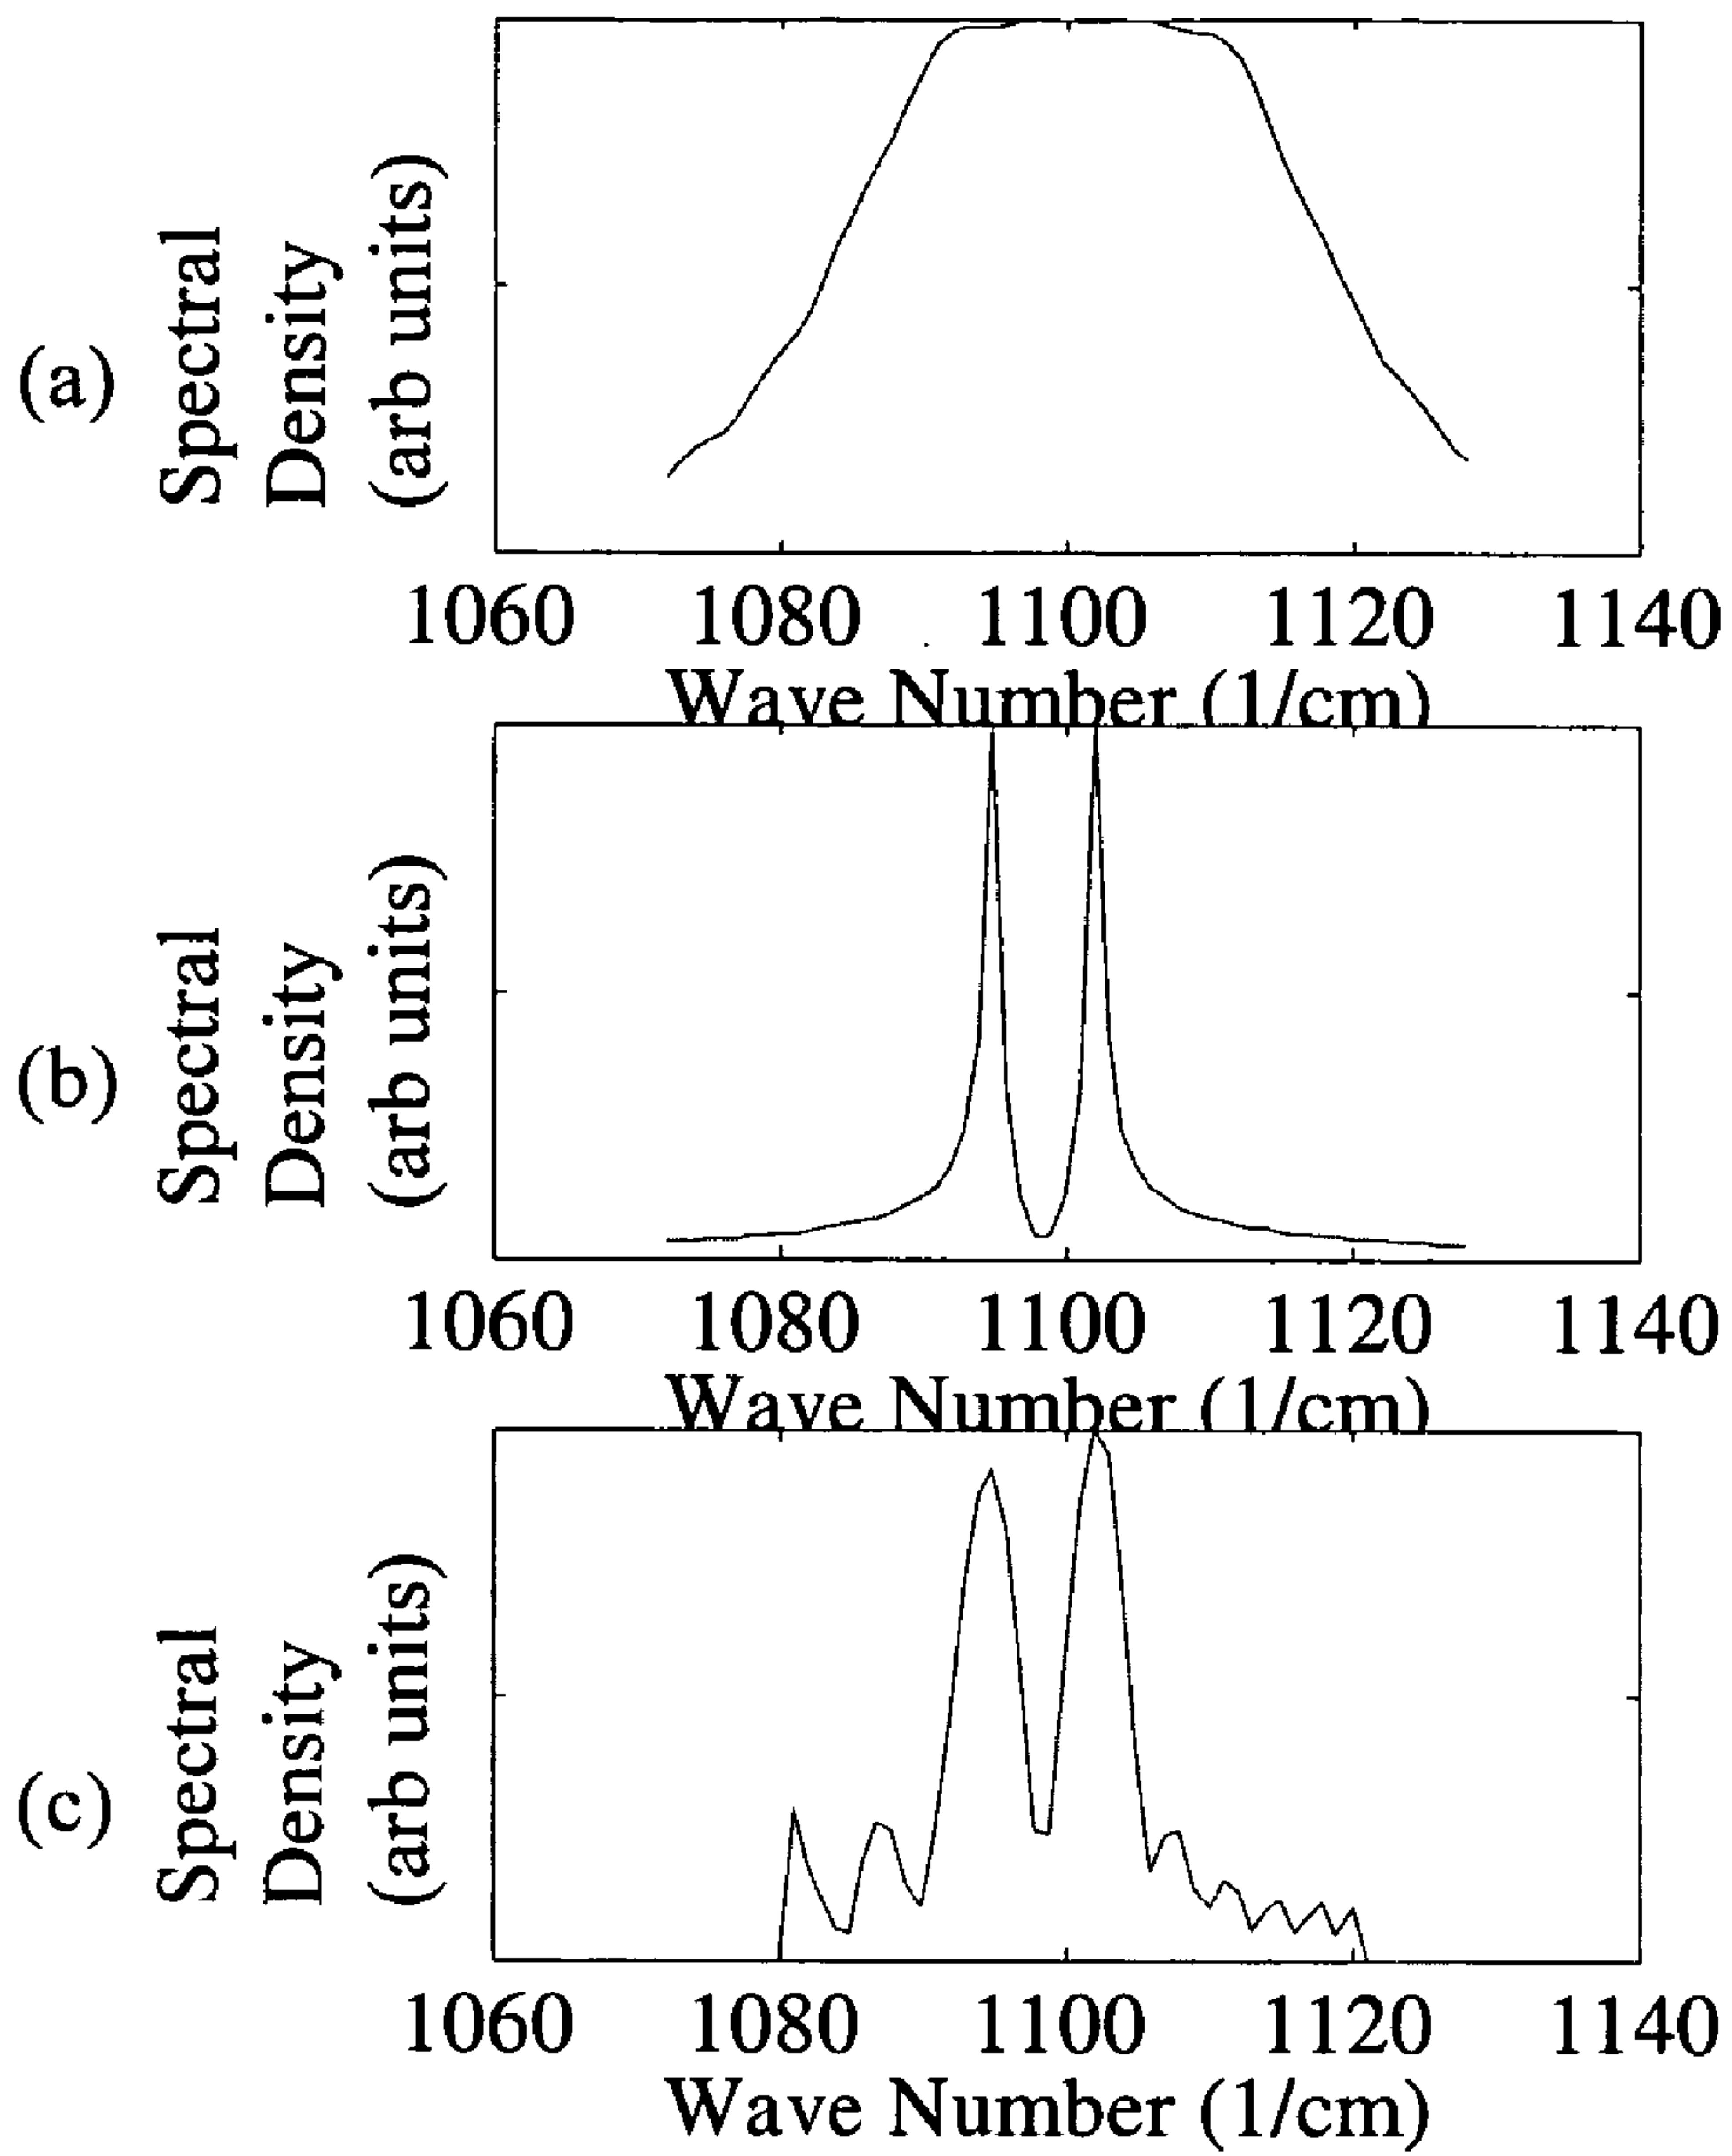 (a)
Spectral
Density
(arb units)
1060 1080 1100 1120 1140
Wave Number (1/cm)
(b)
Spectral
Density
(arb units)
1060 1080 1100 1120 1140
Wave Number (1/cm)
(c)
Spectral
Density
(arb units)
1060 1080 1100 1120 1140
Wave Number (1/cm)